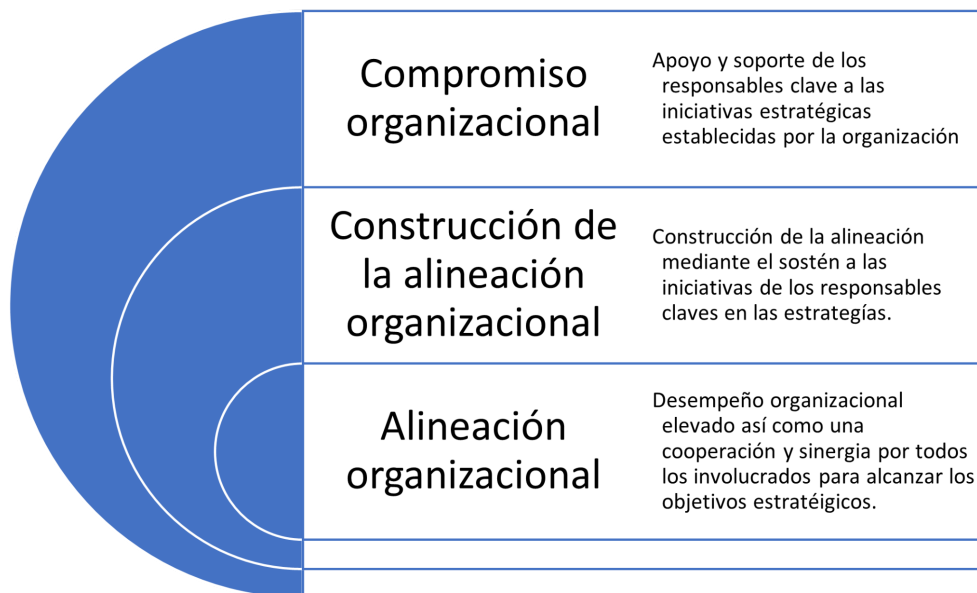 Compromiso
organizacional
Apoyo y soporte de los
responsables clave a las
iniciativas estratégicas
establecidas por la organización
Construcción de
la alineación
organizacional
Construcción de la alineación
mediante el sostén a las
iniciativas de los responsables
claves en las estrategías.
Alineación
organizacional
Desempeño organizacional
elevado así como una
cooperación y sinergia por todos
los involucrados para alcanzar los
objetivos estratéigicos.